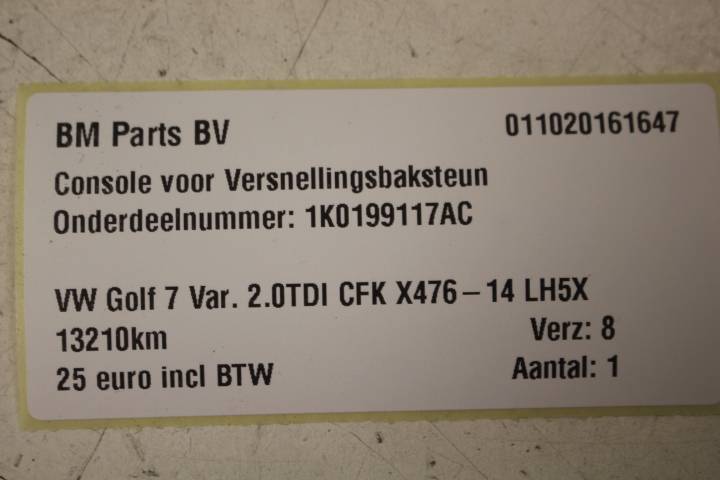 BM Parts BV 011020161647
Console voor Versnellingsbaksteun
Onderdeelnummer: 1K0199117AC
VW Golf 7 Var. 2.0TDI CFK X476-14 LH5X
13210km Verz: 8
25 euro incl BTW Aantal: 1